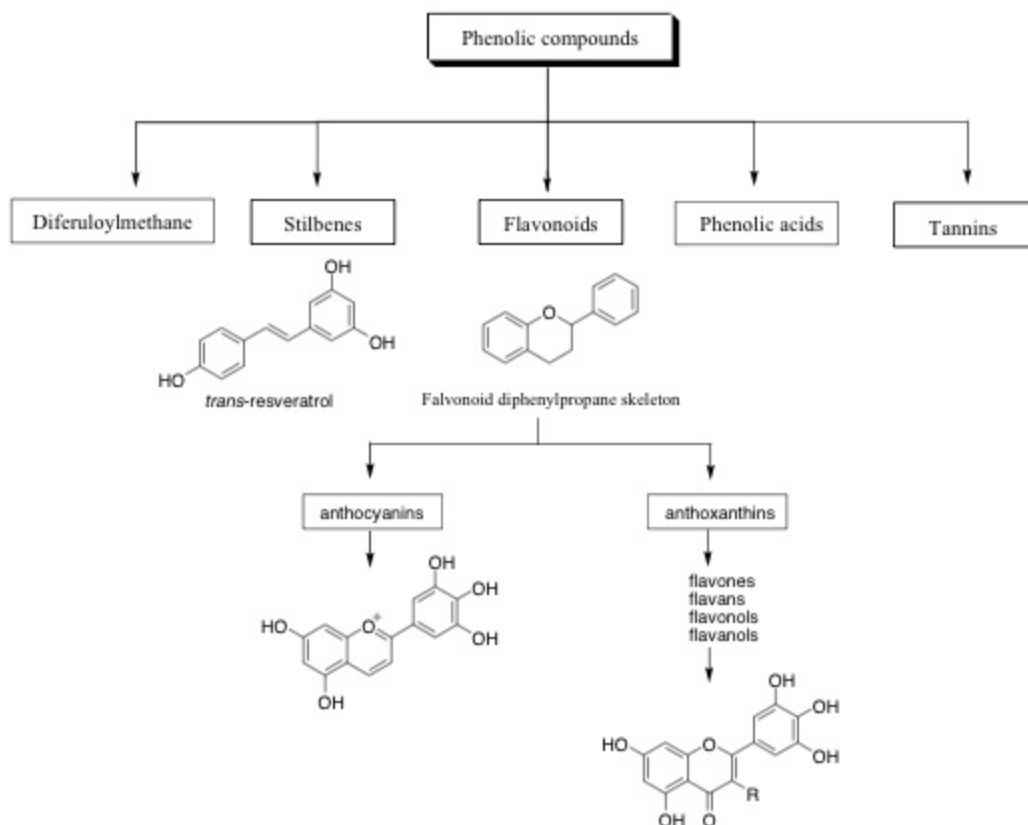 Phenolic compounds
Diferuloylmethane
Stilbenes
Flavonoids
Phenolic acids
Tannins
OH
OH
HO
trans-resveratrol
O
Falvonoid diphenylpropane skeleton
anthocyanins
anthoxanthins
OH
OH
OH
HO
O+
OH
flavones
flavans
flavonols
flavanols
OH
OH
OH
HO
O
R
OH
O